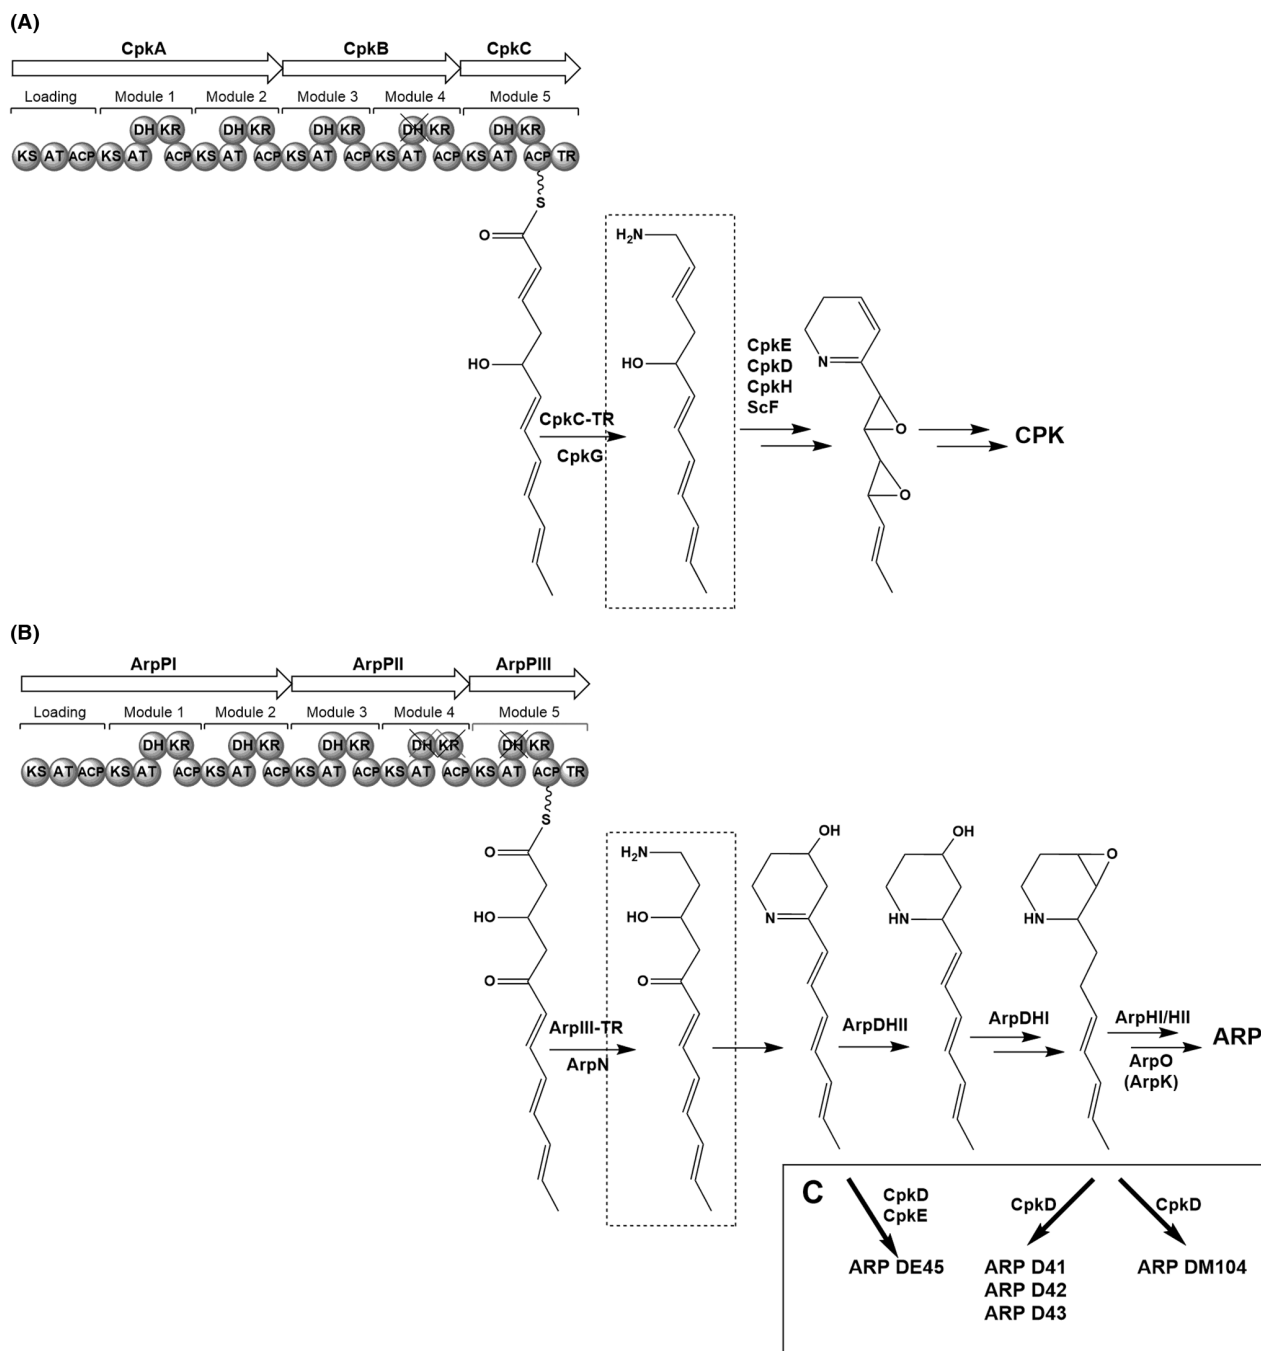 (A)
CpkA CpkB CpkC
Loading Module 1 Module 2 Module 3 Module 4 Module 5
DH KR DH KR DH KR DH KR DH KR
KS AT ACP KS AT ACP KS AT ACP KS AT ACP KS AT ACP KS AT ACP TR
S
O
H2N
HO
HO
CpkC-TR
CpkG
CpkE
CpkD
CpkH
ScF
N
O
O
CPK
(B)
ArpPI ArpPII ArpPIII
Loading Module 1 Module 2 Module 3 Module 4 Module 5
DH KR DH KR DH KR DH KR DH KR
KS AT ACP KS AT ACP KS AT ACP KS AT ACP KS AT ACP KS AT ACP TR
S
O
HO
O
ArpIII-TR
ArpN
H2N
HO
O
OH
N
ArpDHII
OH
HN
ArpDHI
O
HN
ArpHI/HII
ArpO
(ArpK)
ARP
C
CpkD
CpkE
ARP DE45
CpkD
ARP D41
ARP D42
ARP D43
CpkD
ARP DM104